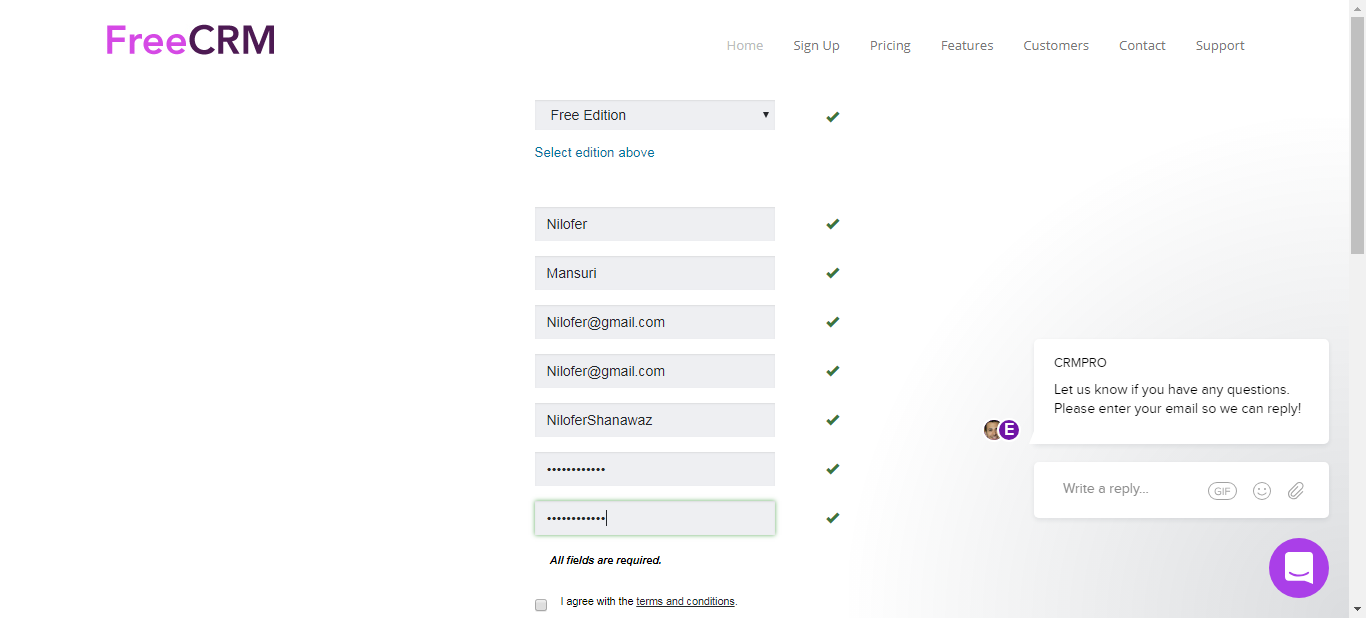 FreeCRM
Home Sign Up Pricing Features Customers Contact Support
Free Edition
Select edition above
Nilofer
Mansuri
Nilofer@gmail.com
Nilofer@gmail.com
NiloferShanawaz
••••••••••••
••••••••••••
All fields are required.
I agree with the terms and conditions.
CRMPRO
Let us know if you have any questions.
Please enter your email so we can reply!
E
Write a reply...
GIF